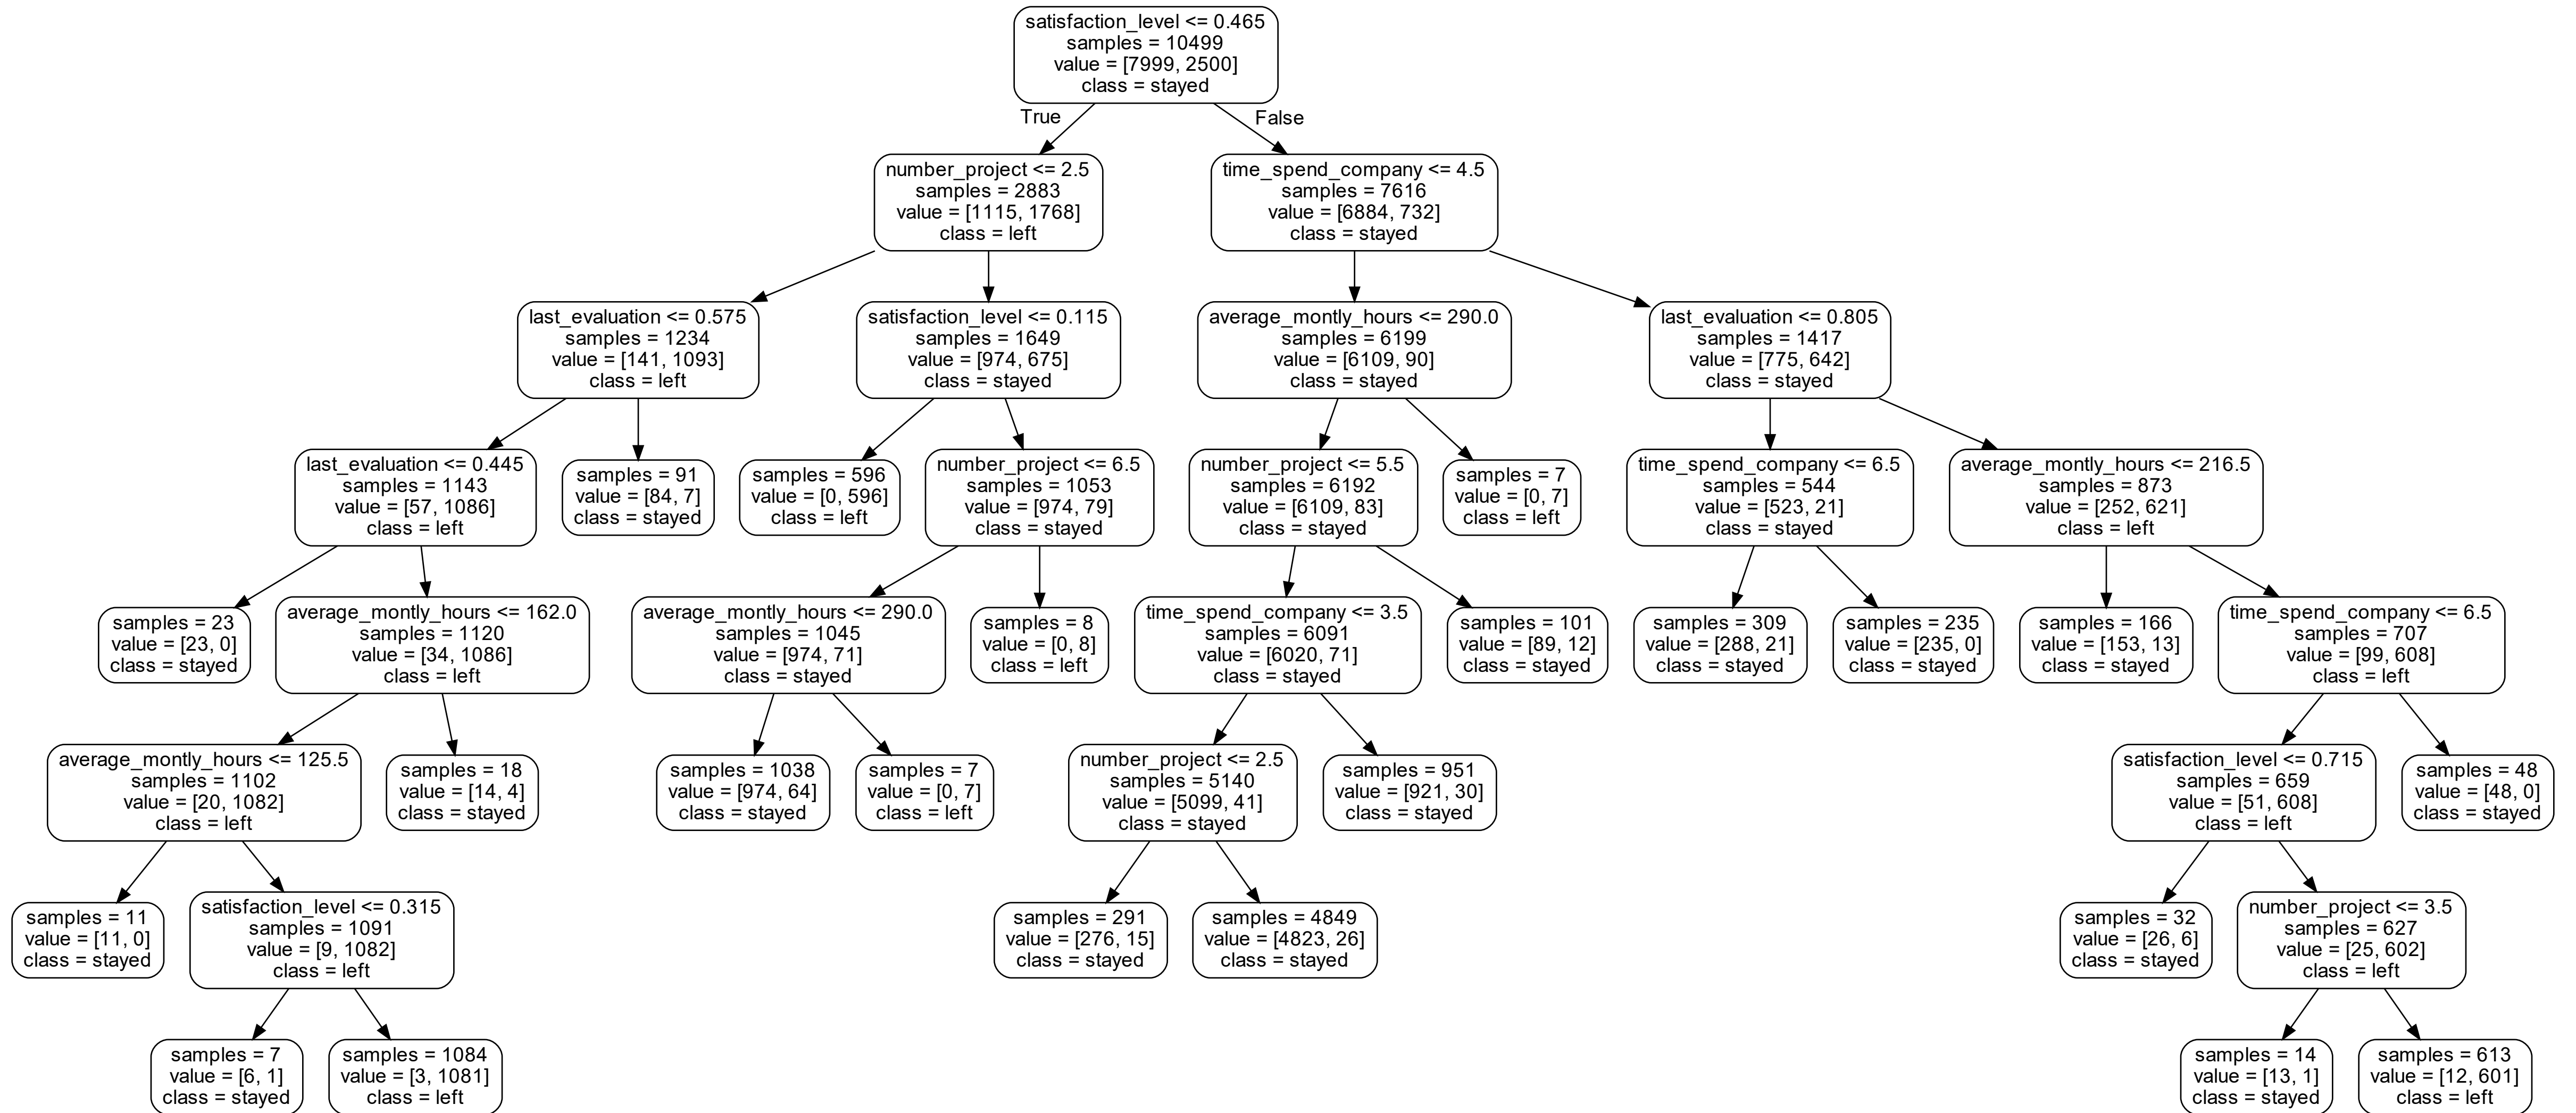 satisfaction_level <= 0.465
samples = 10499
value = [7999, 2500]
class = stayed
True
False
number_project <= 2.5
samples = 2883
value = [1115, 1768]
class = left
time_spend_company <= 4.5
samples = 7616
value = [6884, 732]
class = stayed
last_evaluation <= 0.575
samples = 1234
value = [141, 1093]
class = left
satisfaction_level <= 0.115
samples = 1649
value = [974, 675]
class = stayed
average_montly_hours <= 290.0
samples = 6199
value = [6109, 90]
class = stayed
last_evaluation <= 0.805
samples = 1417
value = [775, 642]
class = stayed
last_evaluation <= 0.445
samples = 1143
value = [57, 1086]
class = left
samples = 91
value = [84, 7]
class = stayed
samples = 596
value = [0, 596]
class = left
number_project <= 6.5
samples = 1053
value = [974, 79]
class = stayed
number_project <= 5.5
samples = 6192
value = [6109, 83]
class = stayed
samples = 7
value = [0, 7]
class = left
time_spend_company <= 6.5
samples = 544
value = [523, 21]
class = stayed
average_montly_hours <= 216.5
samples = 873
value = [252, 621]
class = left
samples = 23
value = [23, 0]
class = stayed
average_montly_hours <= 162.0
samples = 1120
value = [34, 1086]
class = left
average_montly_hours <= 290.0
samples = 1045
value = [974, 71]
class = stayed
samples = 8
value = [0, 8]
class = left
time_spend_company <= 3.5
samples = 6091
value = [6020, 71]
class = stayed
samples = 101
value = [89, 12]
class = stayed
samples = 309
value = [288, 21]
class = stayed
samples = 235
value = [235, 0]
class = stayed
samples = 166
value = [153, 13]
class = stayed
time_spend_company <= 6.5
samples = 707
value = [99, 608]
class = left
average_montly_hours <= 125.5
samples = 1102
value = [20, 1082]
class = left
samples = 18
value = [14, 4]
class = stayed
samples = 1038
value = [974, 64]
class = stayed
samples = 7
value = [0, 7]
class = left
number_project <= 2.5
samples = 5140
value = [5099, 41]
class = stayed
samples = 951
value = [921, 30]
class = stayed
satisfaction_level <= 0.715
samples = 659
value = [51, 608]
class = left
samples = 48
value = [48, 0]
class = stayed
samples = 11
value = [11, 0]
class = stayed
satisfaction_level <= 0.315
samples = 1091
value = [9, 1082]
class = left
samples = 291
value = [276, 15]
class = stayed
samples = 4849
value = [4823, 26]
class = stayed
samples = 32
value = [26, 6]
class = stayed
number_project <= 3.5
samples = 627
value = [25, 602]
class = left
samples = 7
value = [6, 1]
class = stayed
samples = 1084
value = [3, 1081]
class = left
samples = 14
value = [13, 1]
class = stayed
samples = 613
value = [12, 601]
class = left